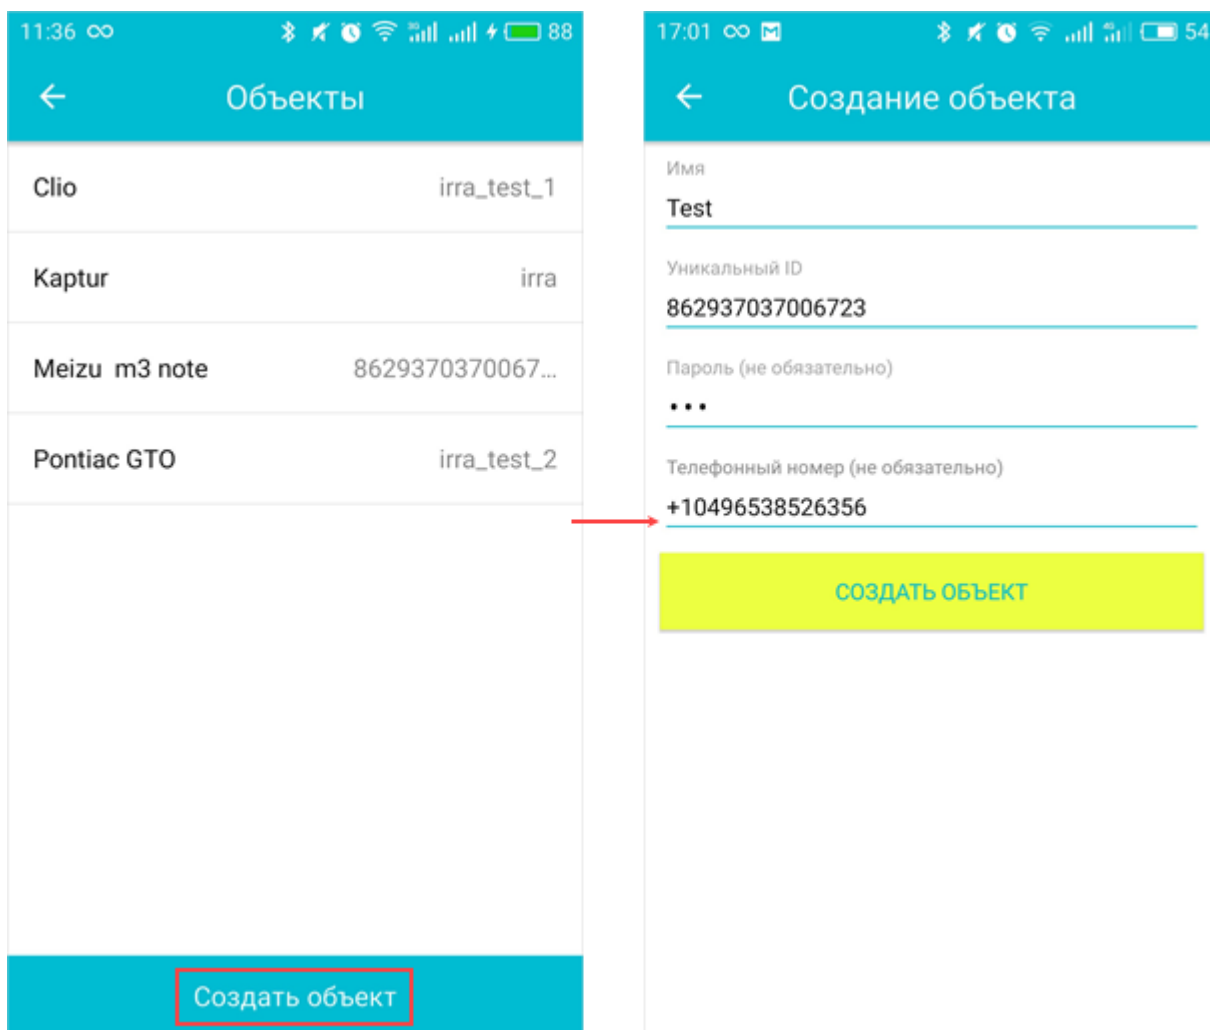 11:36
88
Объекты
Clio irra_test_1
Kaptur irra
Meizu m3 note 8629370370067...
Pontiac GTO irra_test_2
Создать объект
17:01
54
Создание объекта
Имя
Test
Уникальный ID
862937037006723
Пароль (не обязательно)
•••
Телефонный номер (не обязательно)
+10496538526356
СОЗДАТЬ ОБЪЕКТ